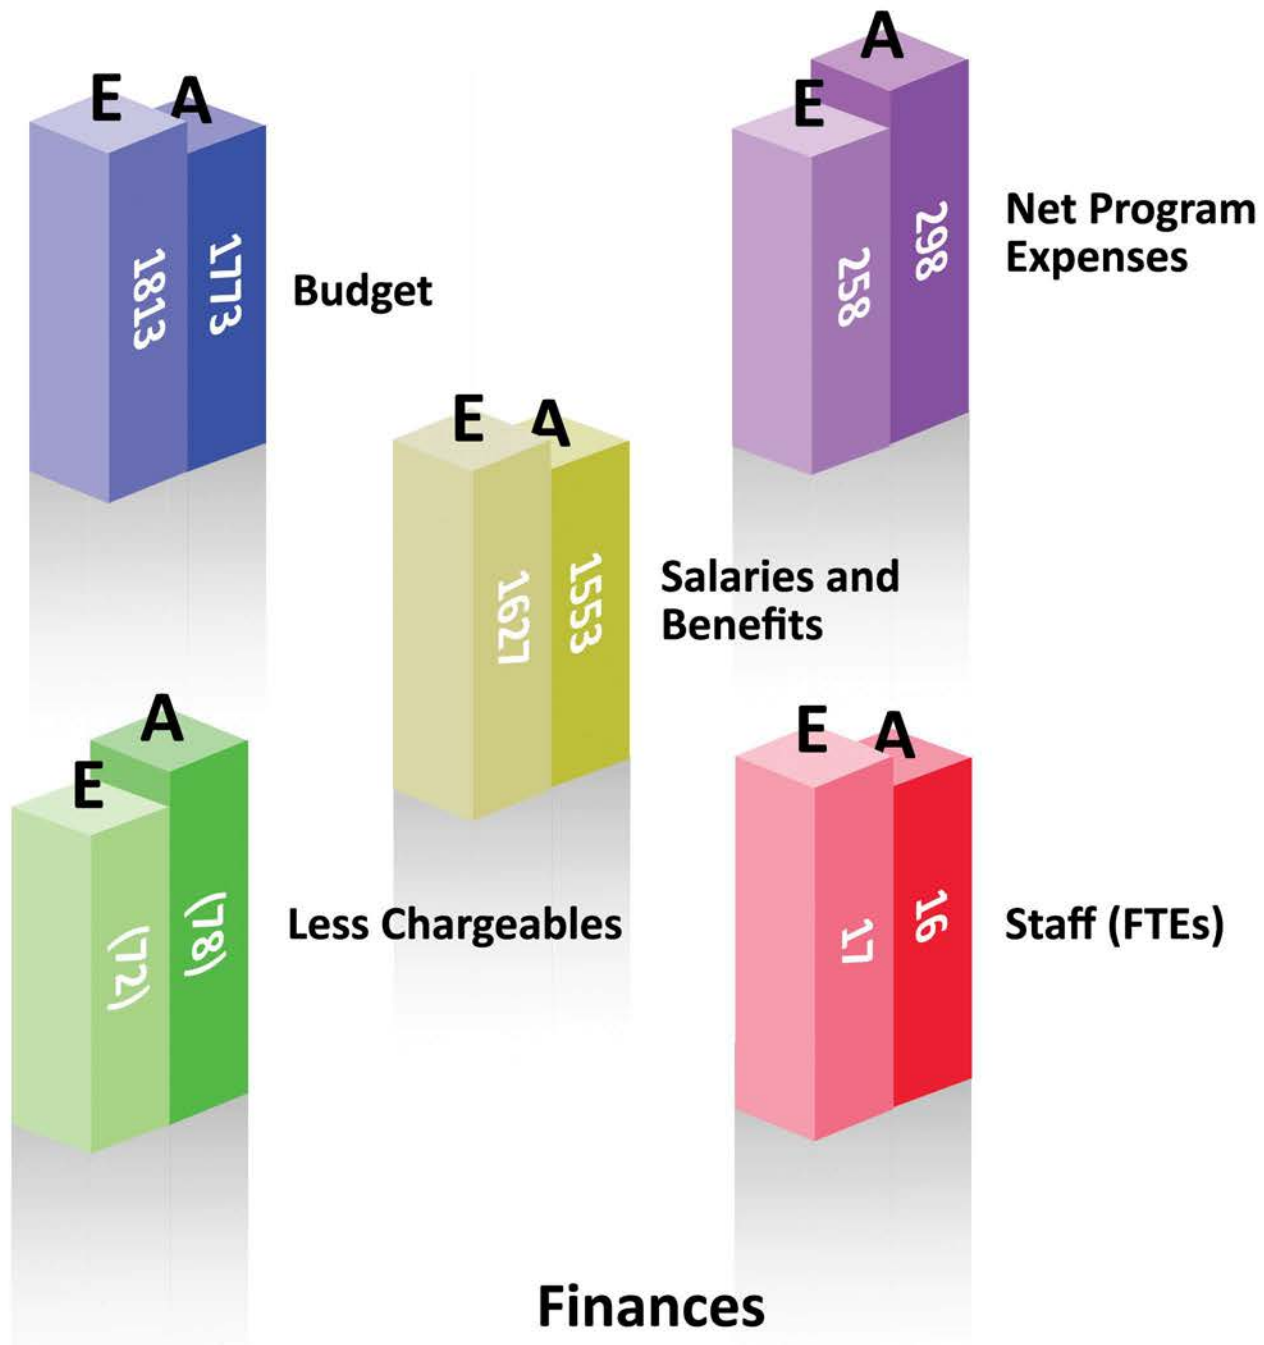 E A
1813 1773
Budget
A
E
258 298
Net Program
Expenses
E A
1627 1553
Salaries and
Benefits
A
E
(72) (78)
Less Chargeables
E A
17 16
Staff (FTEs)
Finances